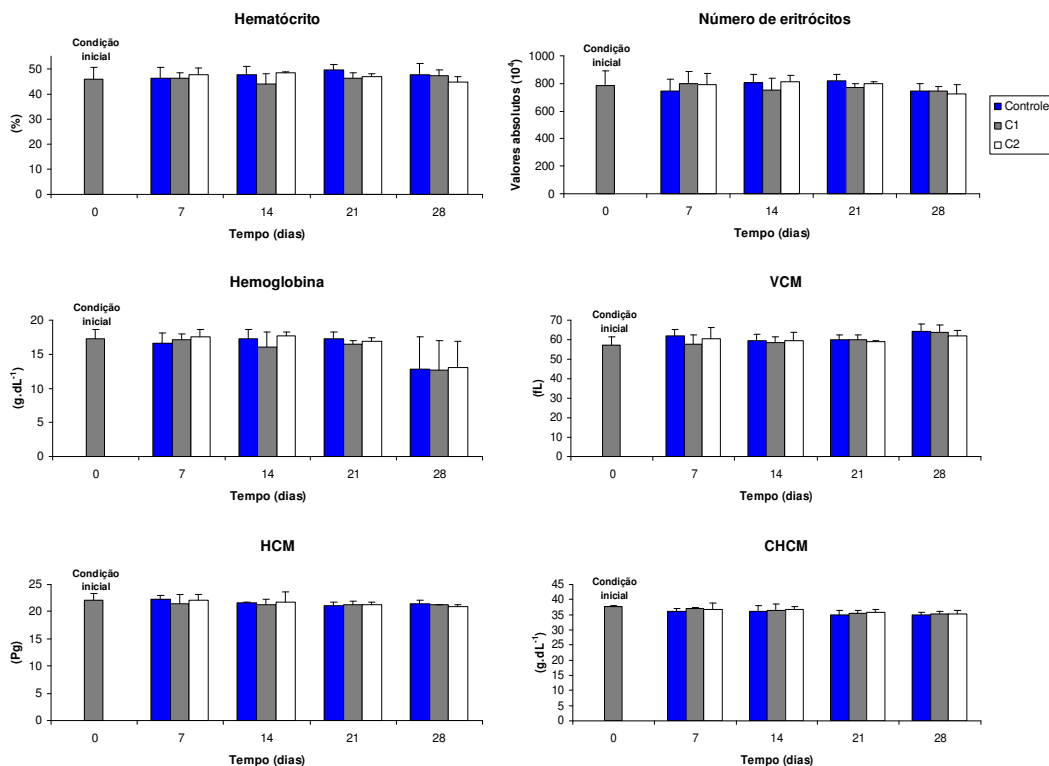 Hematócrito
Condição
inicial
50
40
30
20
10
0
(%)
0 7 14 21 28
Tempo (dias)
Número de eritrócitos
Condição
inicial
1000
800
600
400
200
0
Valores absolutos (10⁴)
0 7 14 21 28
Tempo (dias)
Controle
C1
C2
Hemoglobina
Condição
inicial
20
15
10
5
0
(g.dL⁻¹)
0 7 14 21 28
Tempo (dias)
VCM
Condição
inicial
70
60
50
40
30
20
10
0
(fL)
0 7 14 21 28
Tempo (dias)
HCM
Condição
inicial
25
20
15
10
5
0
(Pg)
0 7 14 21 28
Tempo (dias)
CHCM
Condição
inicial
45
40
35
30
25
20
15
10
5
0
(g.dL⁻¹)
0 7 14 21 28
Tempo (dias)